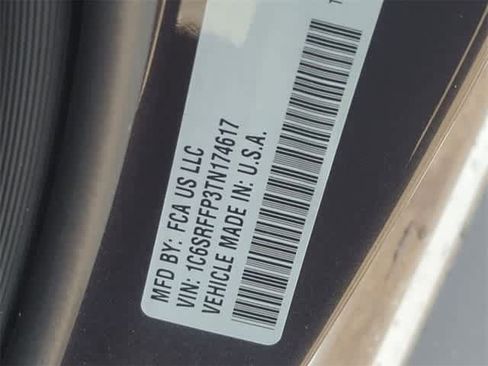 MFD BY: FCA US LLC
VIN: 1C6SRFFP3TN174617
VEHICLE MADE IN: U.S.A.